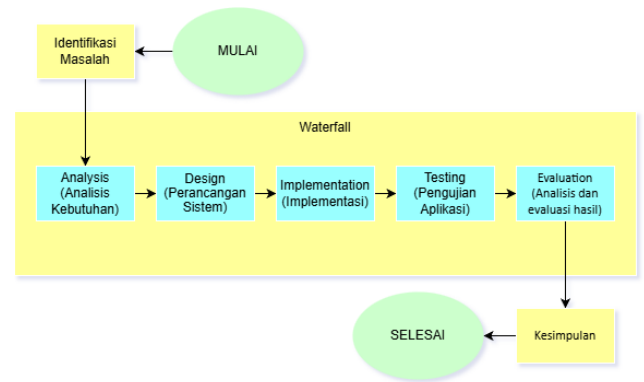 MULAI
Identifikasi
Masalah
Waterfall
Analysis
(Analisis
Kebutuhan)
Design
(Perancangan
Sistem)
Implementation
(Implementasi)
Testing
(Pengujian
Aplikasi)
Evaluation
(Analisis dan
evaluasi hasil)
Kesimpulan
SELESAI